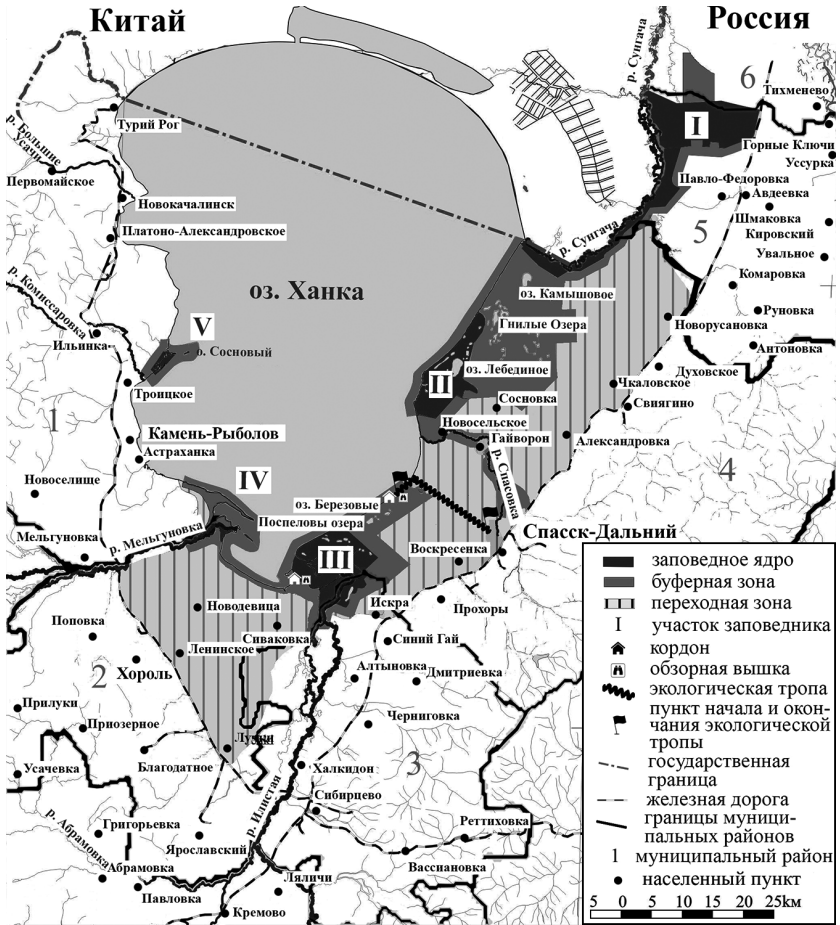 Китай
Россия
р. Сунгача
6
Тихменево
I
Турий Рог
р. Большие
Усачи
Горные Ключи
Уссурка
Первомайское
Павло-Федоровка
Новокачалинск
Авдеевка
Шмаковка
Платоно-Александровское
р. Сунгача
5
Кировский
Увальное
оз. Ханка
р. Комиссаровка
оз. Камышовое
Комаровка
V
Гнилые Озера
Руновка
Ильинка
о. Сосновый
Новорусановка
Антоновка
II
оз. Лебединое
Духовское
Троицкое
Чкаловское
1
Сосновка
Свиягино
Новосельское
Камень-Рыболов
Гайворон
Александровка
Астраханка
р. Спасовка
4
Новоселище
IV
оз. Березовые
Поспеловы озера
р. Мельгуновка
Спасск-Дальний
Мельгуновка
III
Воскресенка
Новодевица
Искра
Прохоры
Поповка
Сиваковка
Синий Гай
Ленинское
2
Хороль
Алтыновка
Дмитриевка
Прилуки
Приозерное
Черниговка
Лучки
3
Усачевка
Благодатное
Халкидон
Сибирцево
р. Илистая
Григорьевка
Реттиховка
р. Абрамовка
Ярославский
Абрамовка
Вассиановка
Павловка
Ляличи
Кремово
заповедное ядро
буферная зона
переходная зона
I участок заповедника
кордон
обзорная вышка
экологическая тропа
пункт начала и окон-
чания экологической
тропы
государственная
граница
железная дорога
границы муници-
пальных районов
1 муниципальный район
населенный пункт
5 0 5 10 15 20 25км